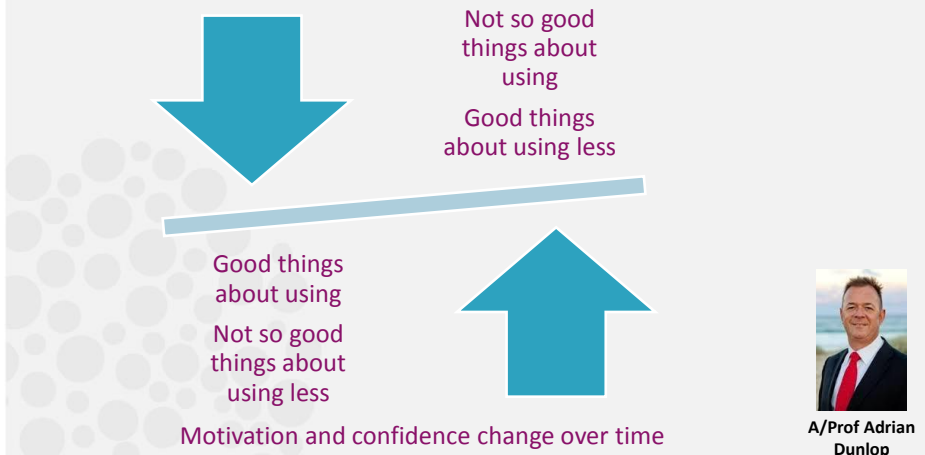 Not so good
things about
using
Good things
about using less
Good things
about using
Not so good
things about
using less
Motivation and confidence change over time
A/Prof Adrian
Dunlop